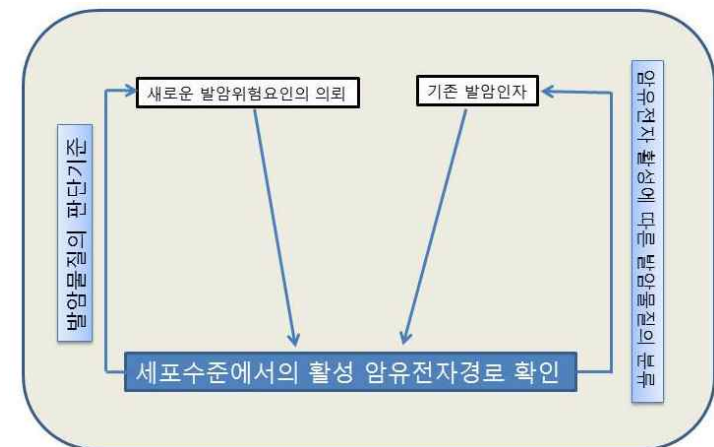 새로운 발암위험요인의 의뢰
기존 발암인자
발암물질의 판단기준
암유전자 활성에 따른 발암물질의 분류
세포수준에서의 활성 암유전자경로 확인